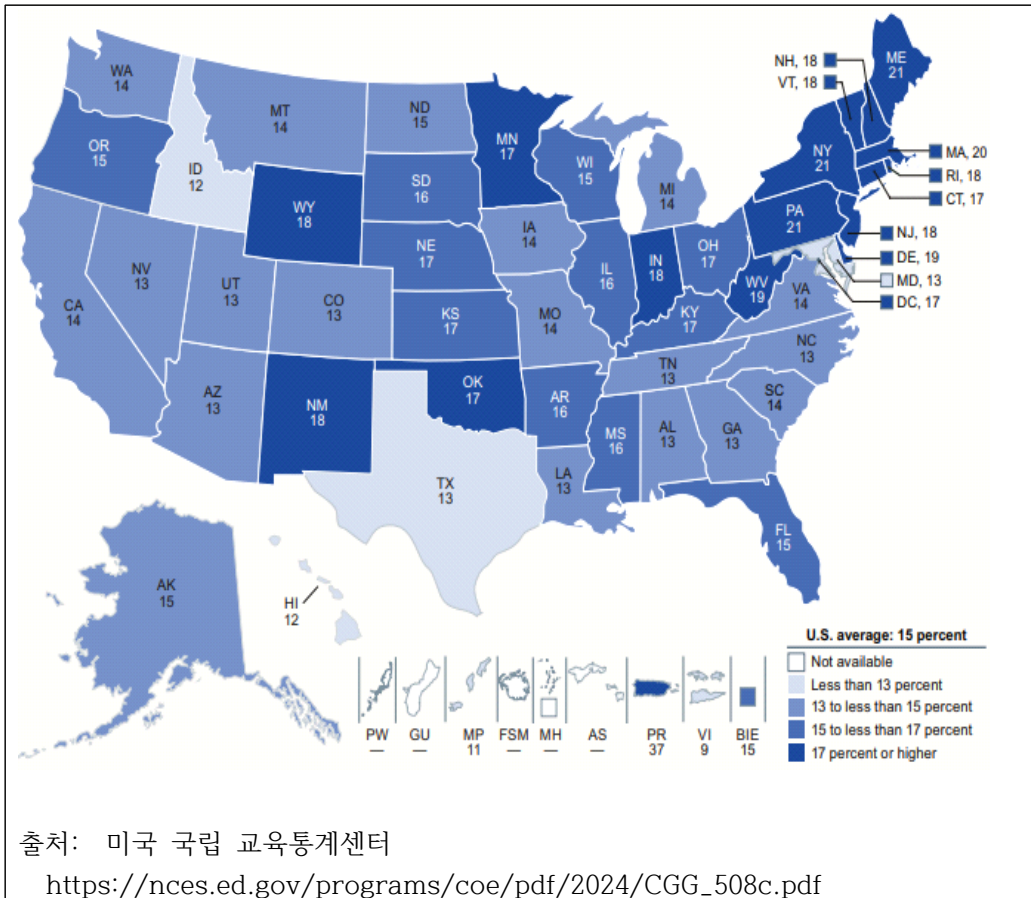 WA
14
MT
14
ND
15
MN
17
OR
15
ID
12
WY
18
SD
16
WI
15
MI
14
NY
21
ME
21
NH, 18
VT, 18
MA, 20
RI, 18
CT, 17
PA
21
NJ, 18
DE, 19
MD, 13
DC, 17
NV
13
UT
13
CO
13
NE
17
IA
14
IL
16
IN
18
OH
17
WV
19
VA
14
CA
14
KS
17
MO
14
KY
17
NC
13
TN
13
SC
14
AZ
13
NM
18
OK
17
AR
16
MS
16
AL
13
GA
13
TX
13
LA
13
FL
15
AK
15
HI
12
PW
—
GU
—
MP
11
FSM
—
MH
—
AS
—
PR
37
VI
9
BIE
15
U.S. average: 15 percent
Not available
Less than 13 percent
13 to less than 15 percent
15 to less than 17 percent
17 percent or higher
출처: 미국 국립 교육통계센터
https://nces.ed.gov/programs/coe/pdf/2024/CGG_508c.pdf